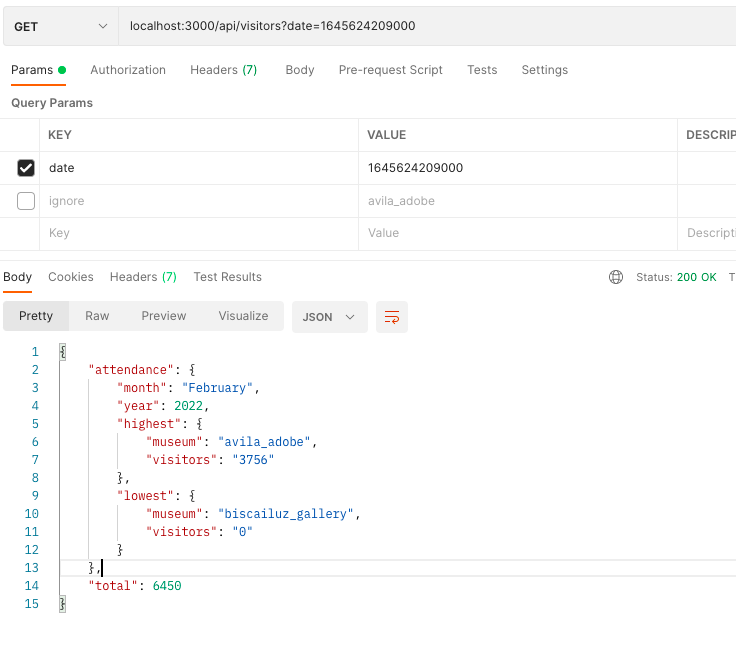 GET localhost:3000/api/visitors?date=1645624209000
Params Authorization Headers (7) Body Pre-request Script Tests Settings
Query Params
KEY VALUE DESCRIP
date 1645624209000
ignore avila_adobe
Key Value Descripti
Body Cookies Headers (7) Test Results Status: 200 OK T
Pretty Raw Preview Visualize JSON
1 {
2 "attendance": {
3 "month": "February",
4 "year": 2022,
5 "highest": {
6 "museum": "avila_adobe",
7 "visitors": "3756"
8 },
9 "lowest": {
10 "museum": "biscailuz_gallery",
11 "visitors": "0"
12 }
13 },
14 "total": 6450
15 }